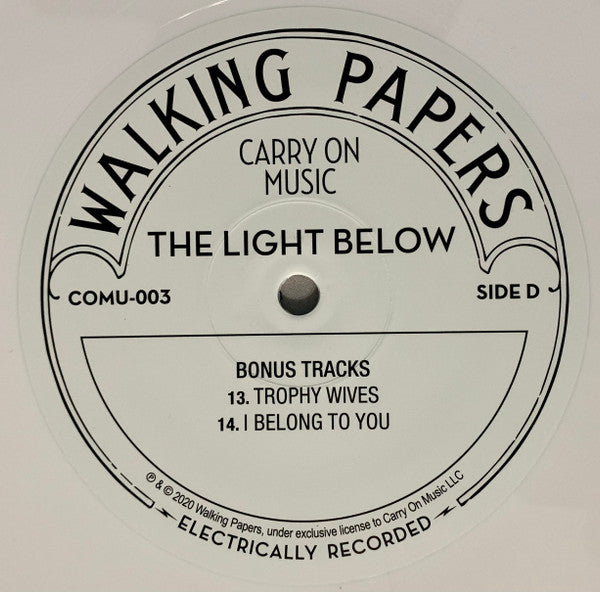 WALKING PAPERS
CARRY ON
MUSIC
THE LIGHT BELOW
COMU-003
SIDE D
BONUS TRACKS
13. TROPHY WIVES
14. I BELONG TO YOU
℗ & © 2020 Walking Papers, under exclusive license to Carry On Music LLC
ELECTRICALLY RECORDED